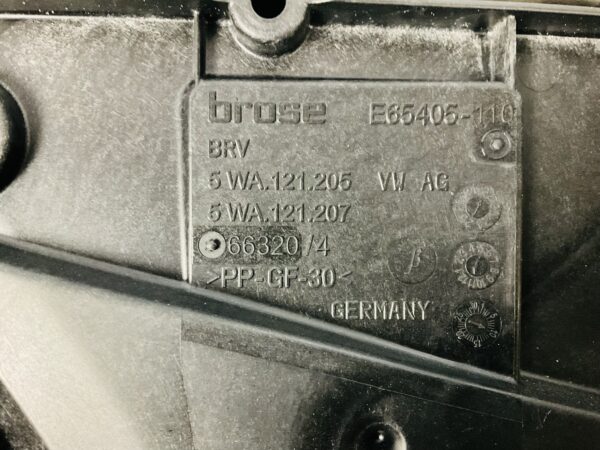 brose E65405-110
BRV
5 WA.121.205 VW AG
5 WA.121.207
66320/4
β
>PP-GF-30<
GERMANY